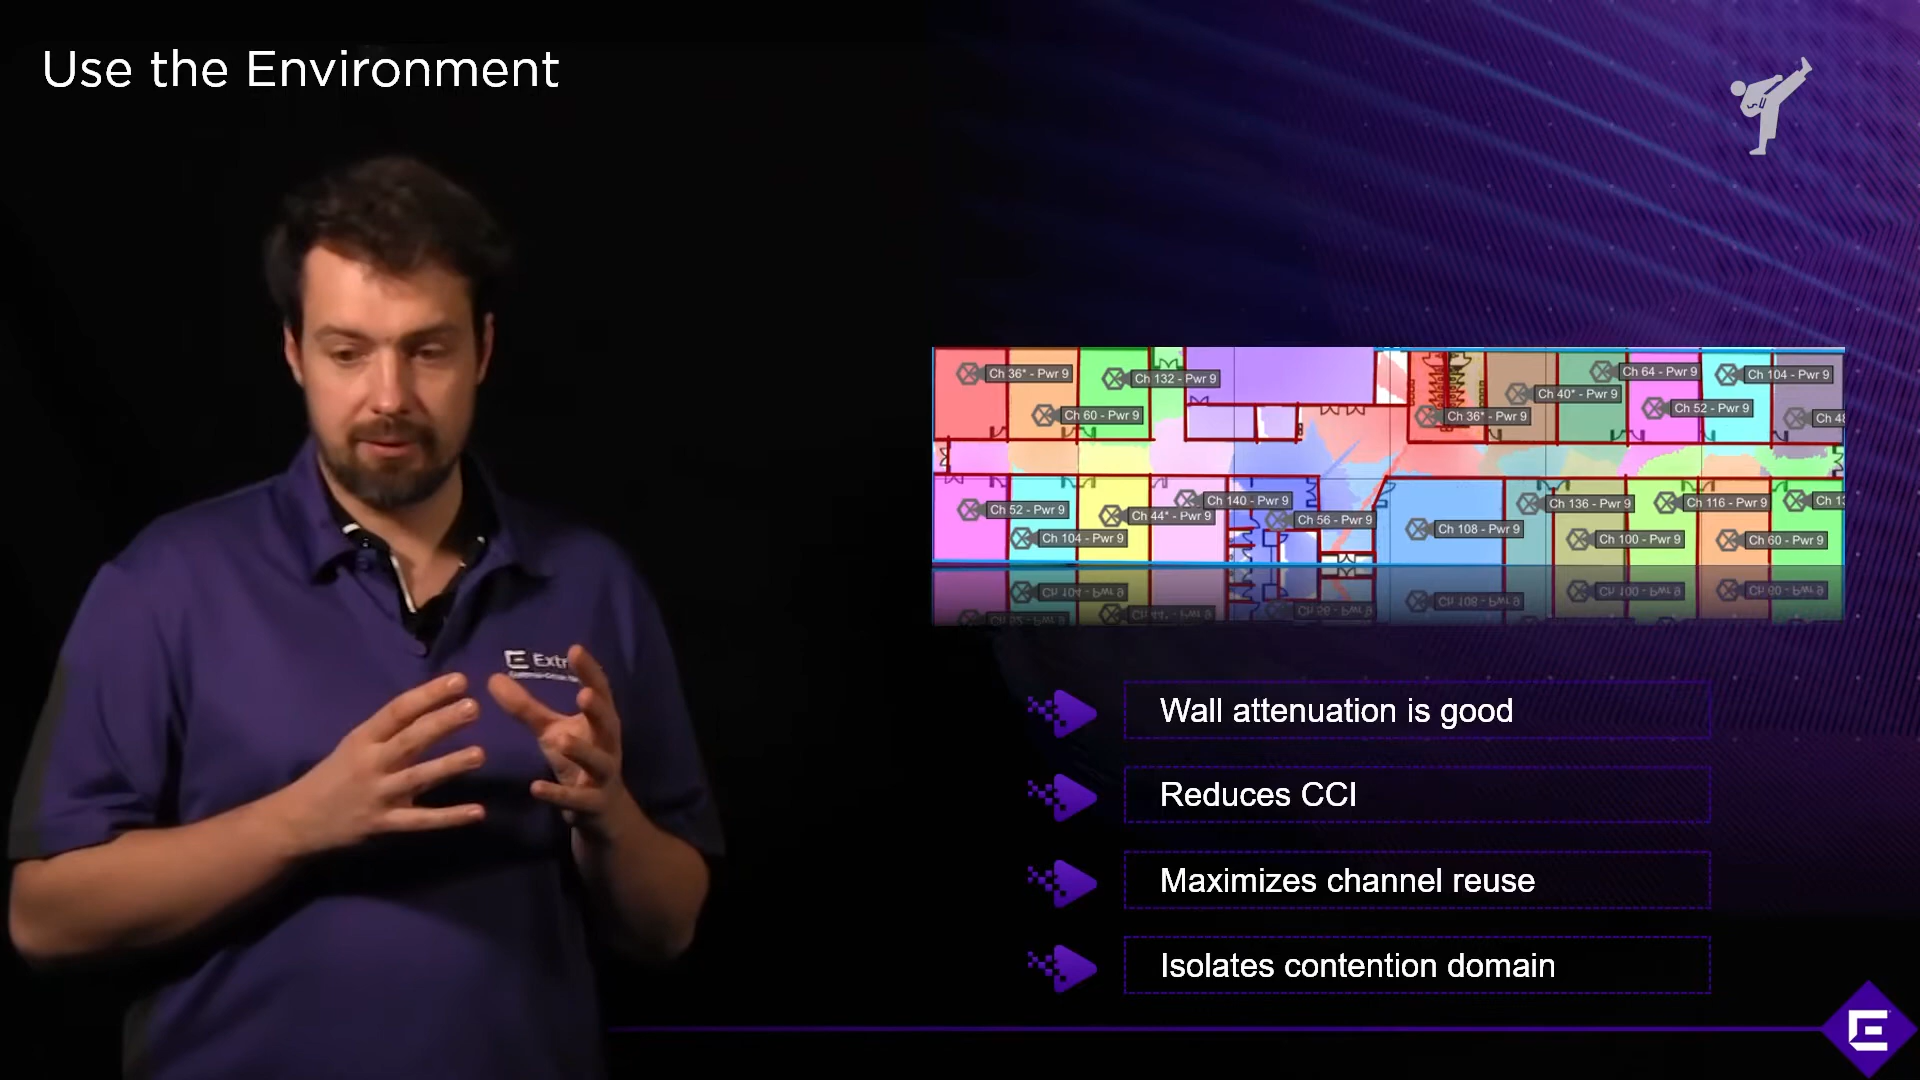 Use the Environment
Ch 36* - Pwr 9
Ch 132 - Pwr 9
Ch 60 - Pwr 9
Ch 36* - Pwr 9
Ch 40* - Pwr 9
Ch 64 - Pwr 9
Ch 52 - Pwr 9
Ch 104 - Pwr 9
Ch 52 - Pwr 9
Ch 104 - Pwr 9
Ch 44* - Pwr 9
Ch 140 - Pwr 9
Ch 56 - Pwr 9
Ch 108 - Pwr 9
Ch 136 - Pwr 9
Ch 100 - Pwr 9
Ch 116 - Pwr 9
Ch 60 - Pwr 9
Wall attenuation is good
Reduces CCI
Maximizes channel reuse
Isolates contention domain